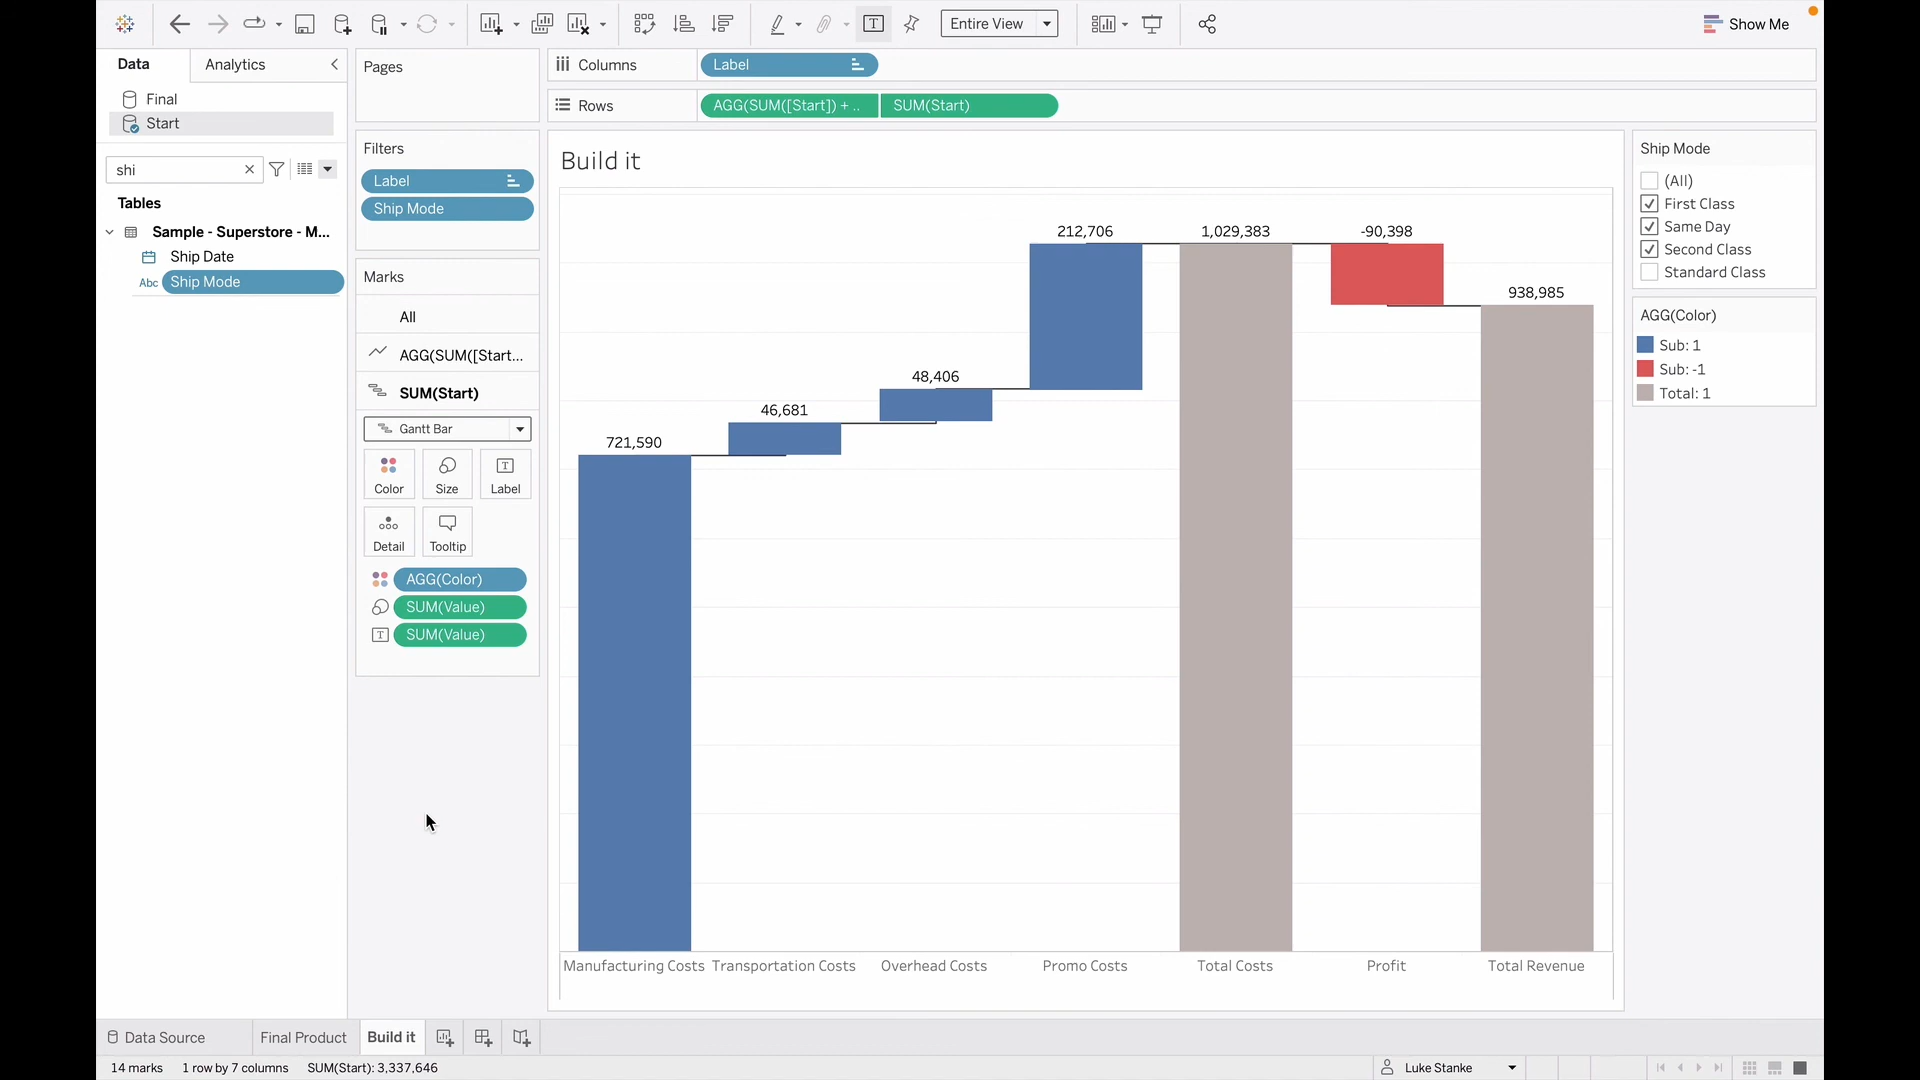 Entire View
Show Me
Data
Analytics
Final
Start
shi
Tables
Sample - Superstore - M...
Ship Date
Abc
Ship Mode
Pages
Filters
Label
Ship Mode
Marks
All
AGG(SUM([Start...
SUM(Start)
Gantt Bar
Color
Size
Label
Detail
Tooltip
AGG(Color)
SUM(Value)
SUM(Value)
Columns
Label
Rows
AGG(SUM([Start]) + ..
SUM(Start)
Build it
721,590
46,681
48,406
212,706
1,029,383
-90,398
938,985
Manufacturing Costs
Transportation Costs
Overhead Costs
Promo Costs
Total Costs
Profit
Total Revenue
Ship Mode
(All)
First Class
Same Day
Second Class
Standard Class
AGG(Color)
Sub: 1
Sub: -1
Total: 1
Data Source
Final Product
Build it
14 marks
1 row by 7 columns
SUM(Start): 3,337,646
Luke Stanke